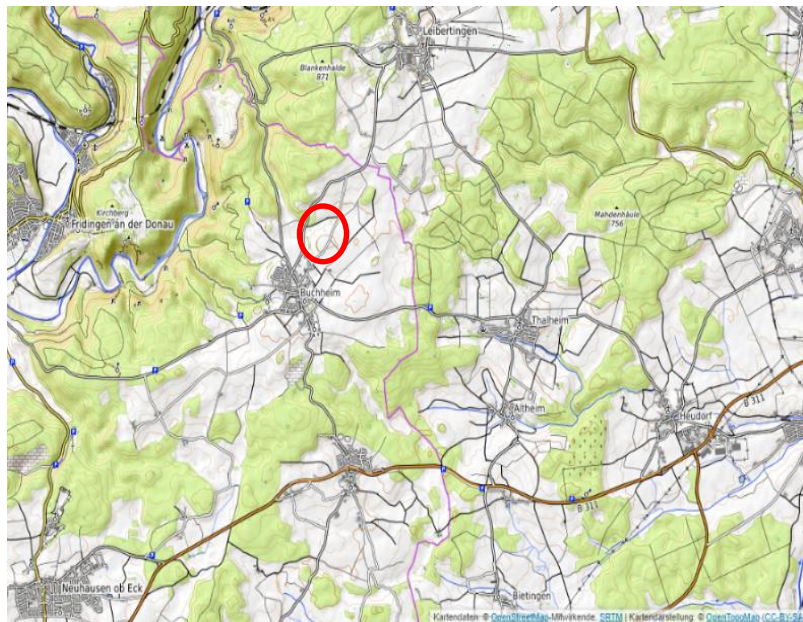 Leibertingen
Blankenhalde
871
Kirchberg
Fridingen an der Donau
Mahdenhäule
756
Buchheim
Thalheim
Altheim
Heudorf
B 311
B 311
Neuhausen ob Eck
Bietingen
Kartendaten: © OpenStreetMap-Mitwirkende, SRTM | Kartendarstellung: © OpenTopoMap (CC-BY-SA